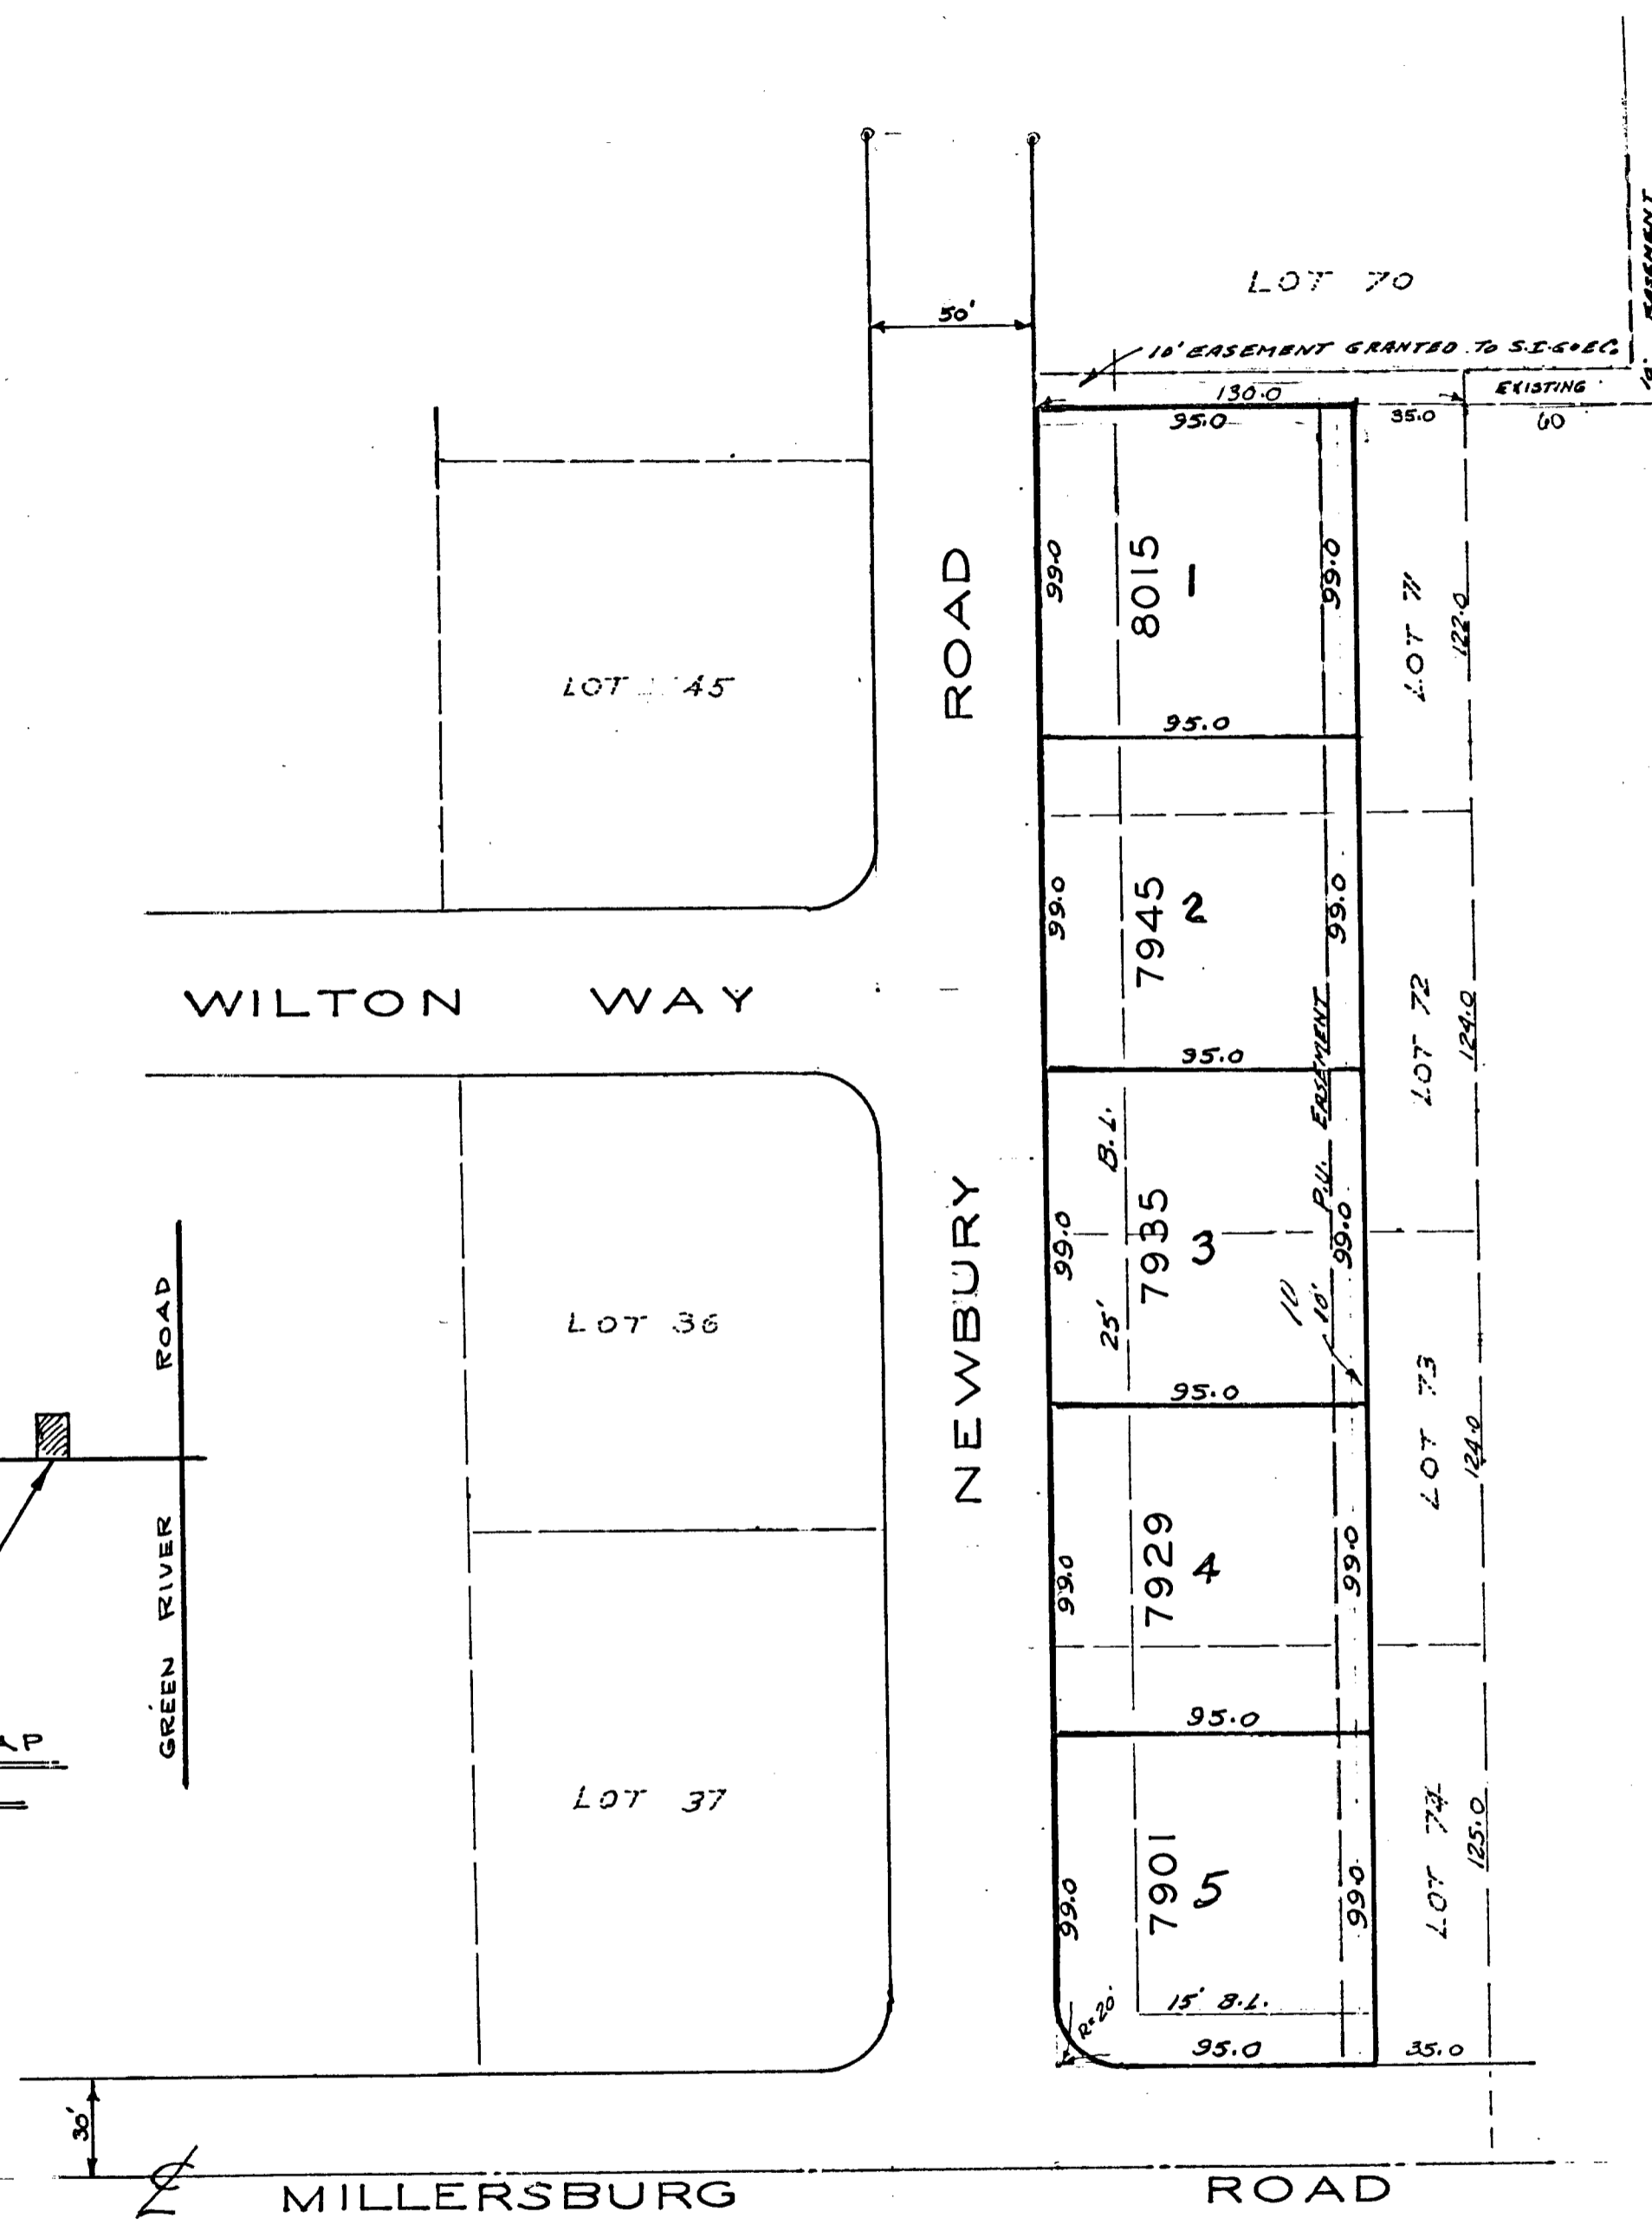 LOT 70
50'
10' EASEMENT GRANTED TO S.I.G.&E.C.
10' EASEMENT
130.0
EXISTING
95.0
35.0
60
LOT 45
ROAD
99.0
8015
1
99.0
LOT 71
122.0
95.0
WILTON WAY
99.0
7945
2
99.0
LOT 72
124.0
95.0
NEWBURY
25' B.L.
99.0
7935
3
10
10' P.U. EASEMENT
99.0
LOT 36
GREEN RIVER ROAD
95.0
LOT 73
124.0
99.0
7929
4
99.0
95.0
LOT 37
99.0
7901
5
99.0
LOT 74
125.0
R=20.
15' B.L.
95.0
35.0
30'
℄ MILLERSBURG ROAD